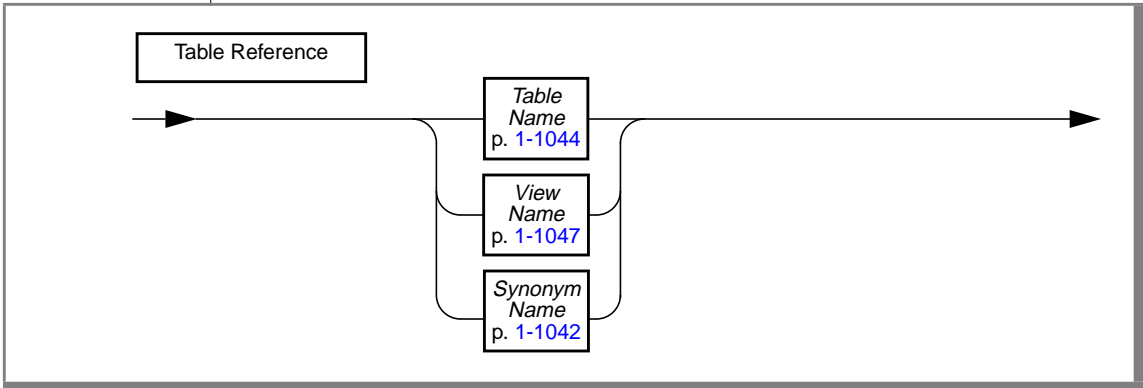 Table Reference
Table
Name
p. 1-1044
View
Name
p. 1-1047
Synonym
Name
p. 1-1042